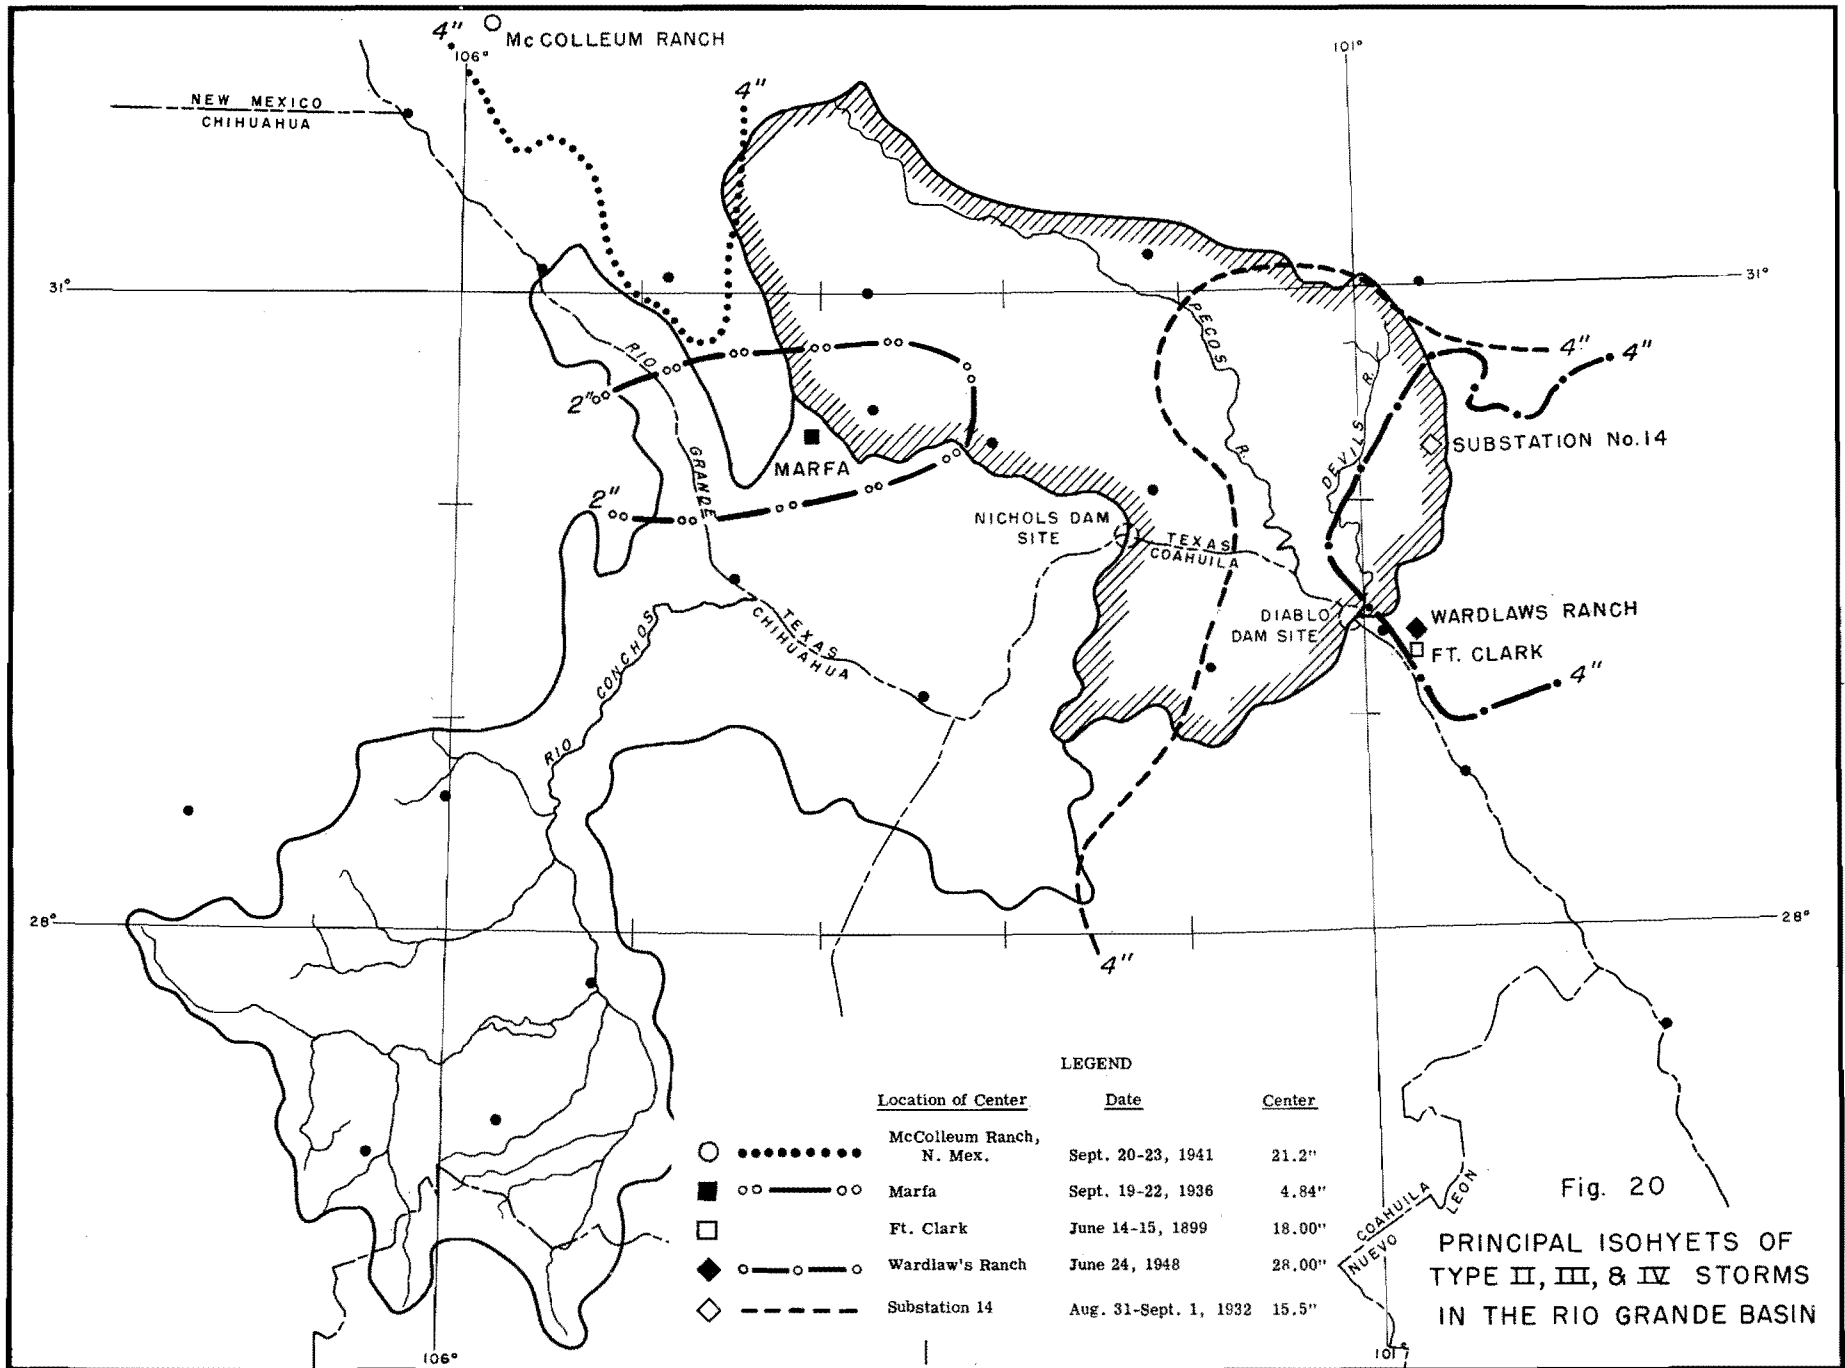 4"
McCOLLEUM RANCH
106°
101°
4"
NEW MEXICO
CHIHUAHUA
31°
31°
PECOS
R.
RIO
GRANDE
2"
4"
4"
DEVILS
R.
SUBSTATION No.14
MARFA
2"
NICHOLS DAM
SITE
TEXAS
COAHUILA
DIABLO
DAM SITE
WARDLAWS RANCH
FT. CLARK
4"
TEXAS
CHIHUAHUA
RIO
CONCHOS
28°
28°
4"
LEGEND
Location of Center Date Center
McColleum Ranch,
N. Mex. Sept. 20-23, 1941 21.2"
Marfa Sept. 19-22, 1936 4.84"
Ft. Clark June 14-15, 1899 18.00"
Wardlaw's Ranch June 24, 1948 28.00"
Substation 14 Aug. 31-Sept. 1, 1932 15.5"
COAHUILA
NUEVO
LEON
Fig. 20
PRINCIPAL ISOHYETS OF
TYPE II, III, & IV STORMS
IN THE RIO GRANDE BASIN
106°
101°